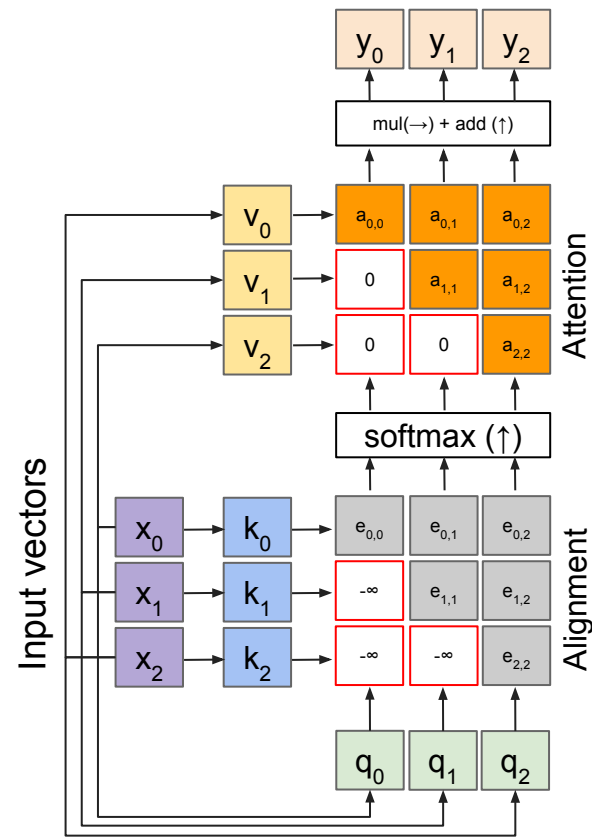 y0 y1 y2
mul(→) + add (↑)
v0 a0,0 a0,1 a0,2
v1 0 a1,1 a1,2
v2 0 0 a2,2
Attention
softmax (↑)
Input vectors
x0 k0 e0,0 e0,1 e0,2
x1 k1 -∞ e1,1 e1,2
x2 k2 -∞ -∞ e2,2
Alignment
q0 q1 q2